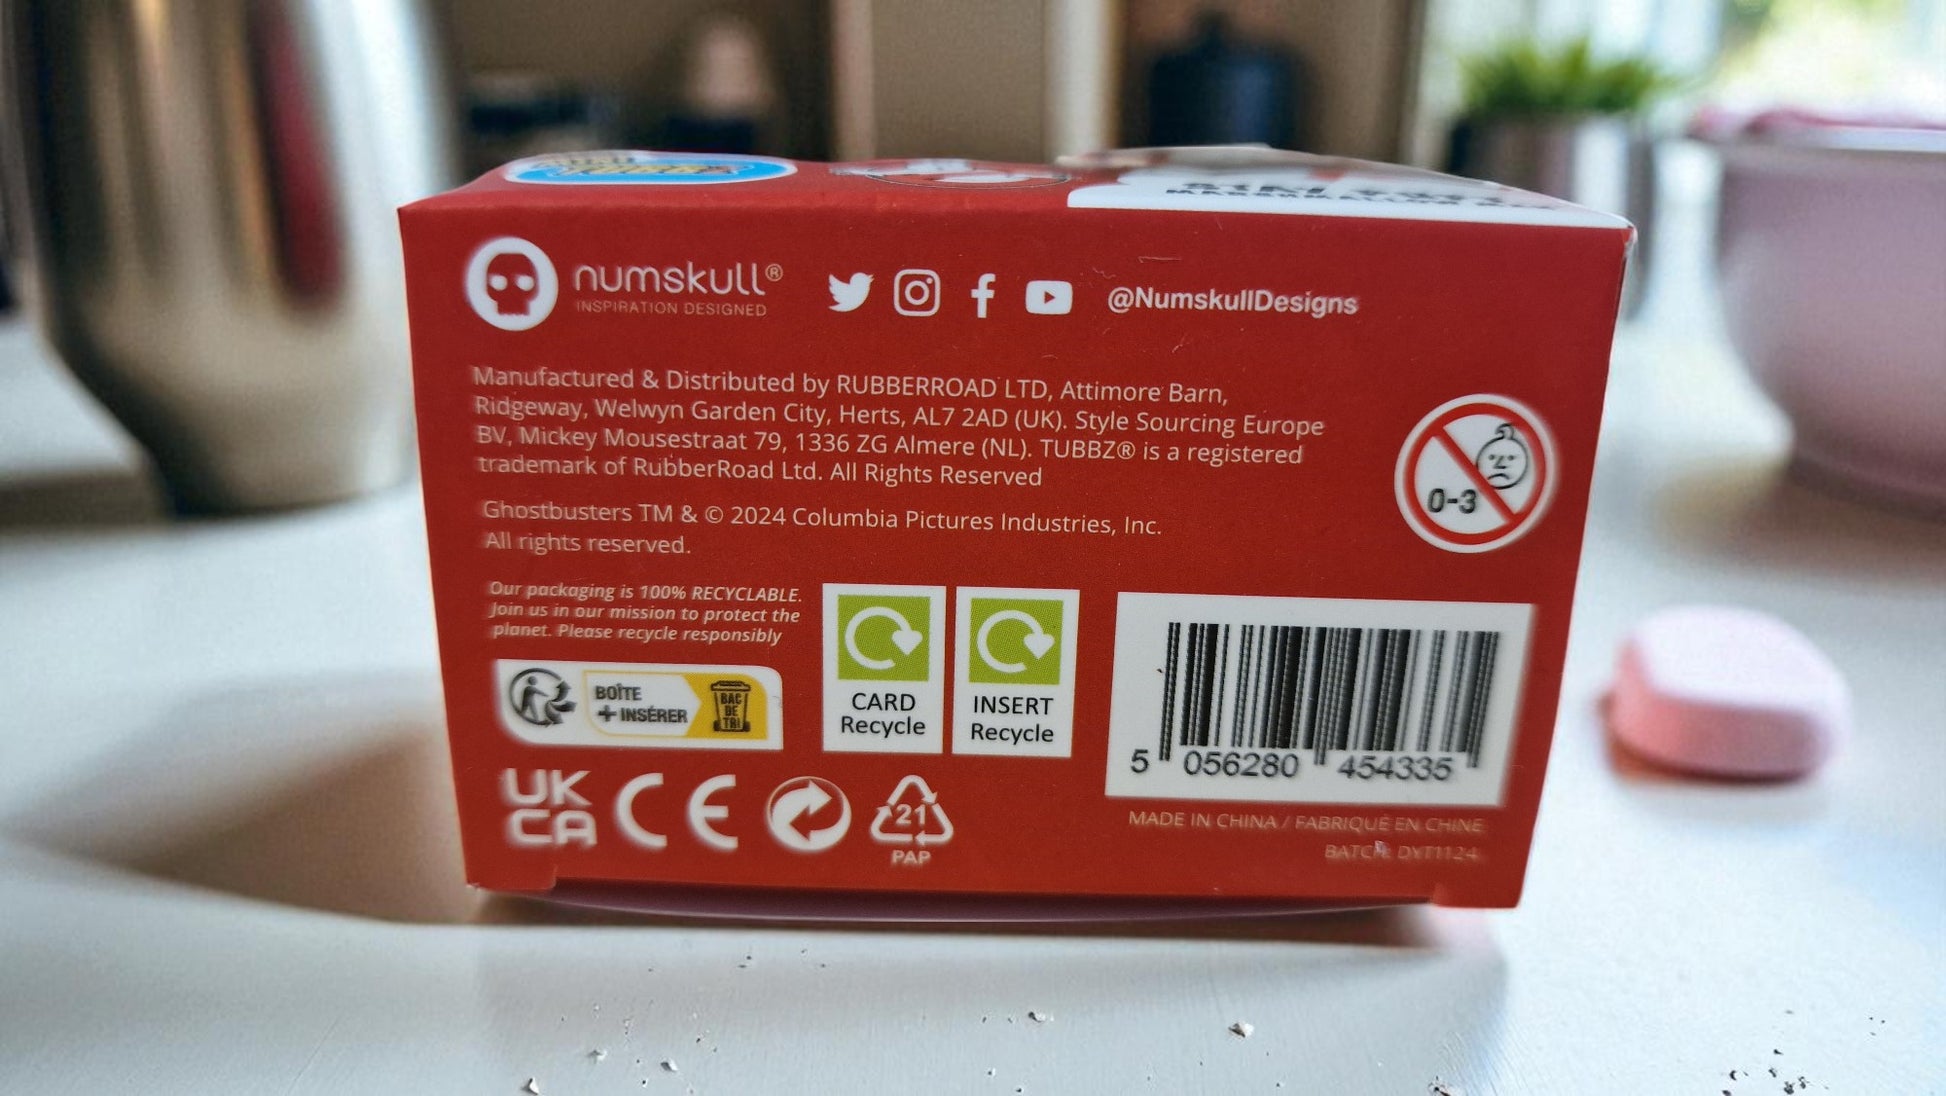 TUBBZ
numskull®
INSPIRATION DESIGNED
@NumskullDesigns
Manufactured & Distributed by RUBBERROAD LTD, Attimore Barn,
Ridgeway, Welwyn Garden City, Herts, AL7 2AD (UK). Style Sourcing Europe
BV, Mickey Mousestraat 79, 1336 ZG Almere (NL). TUBBZ® is a registered
trademark of RubberRoad Ltd. All Rights Reserved
Ghostbusters TM & © 2024 Columbia Pictures Industries, Inc.
All rights reserved.
0-3
Our packaging is 100% RECYCLABLE.
Join us in our mission to protect the
planet. Please recycle responsibly
BOÎTE
+ INSÉRER
BAC
DE
TRI
CARD
Recycle
INSERT
Recycle
5 056280 454335
UK
CA
CE
21
PAP
MADE IN CHINA / FABRIQUÉ EN CHINE
BATCH: DYT1124